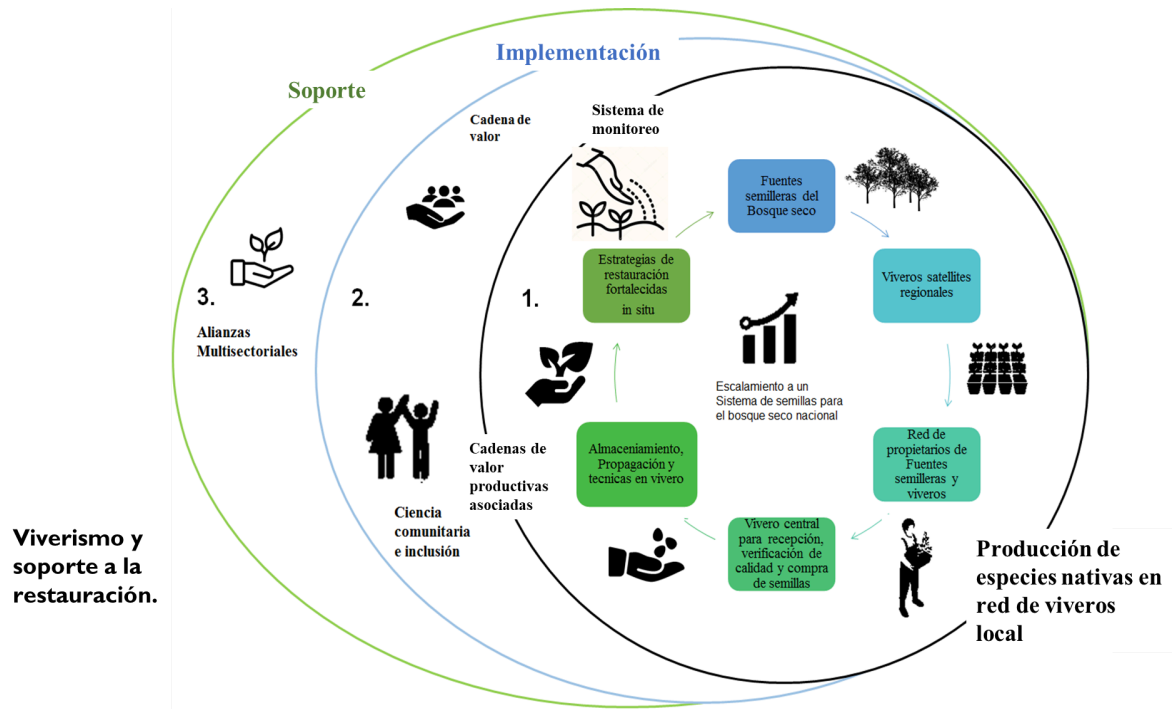 Implementación
Soporte
Cadena de
valor
Sistema de
monitoreo
Fuentes
semilleras del
Bosque seco
Estrategias de
restauración
fortalecidas
in situ
Viveros satellites
regionales
3.
2.
1.
Alianzas
Multisectoriales
Escalamiento a un
Sistema de semillas para
el bosque seco nacional
Cadenas de
valor
productivas
asociadas
Almaceniamiento,
Propagación y
tecnicas en vivero
Red de
propietarios de
Fuentes
semilleras y
viveros
Ciencia
comunitaria
e inclusión
Vivero central
para recepción,
verificación de
calidad y compra
de semillas
Viverismo y
soporte a la
restauración.
Producción de
especies nativas en
red de viveros
local